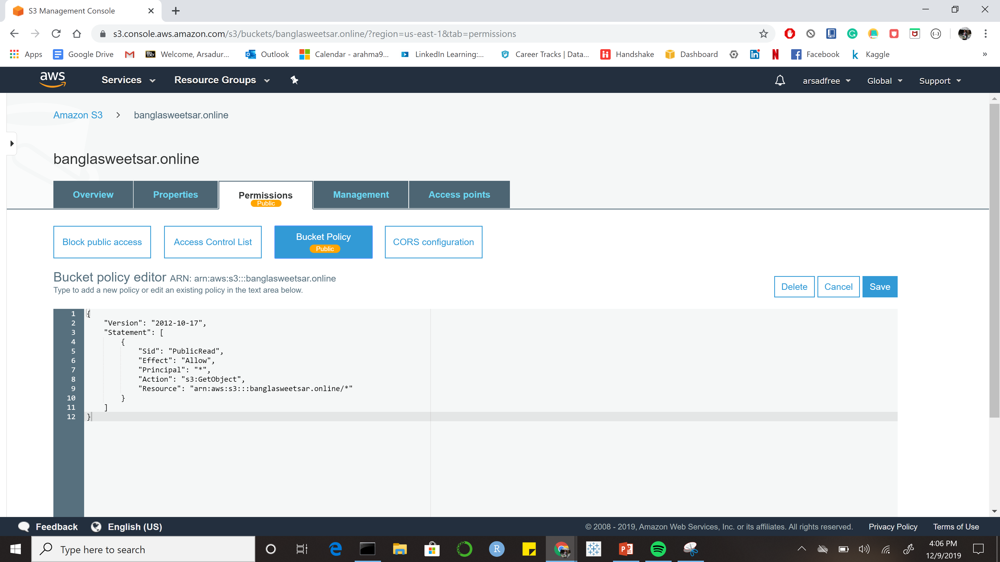 S3 Management Console
s3.console.aws.amazon.com/s3/buckets/banglasweetsar.online/?region=us-east-1&tab=permissions
Apps Google Drive Bb Welcome, Arsadur... Outlook Calendar - arahma9... LinkedIn Learning:... Career Tracks | Data... Handshake Dashboard Facebook Kaggle »
aws Services Resource Groups arsadfree Global Support
Amazon S3 > banglasweetsar.online
banglasweetsar.online
Overview Properties Permissions Management Access points
Public
Block public access Access Control List Bucket Policy CORS configuration
Public
Bucket policy editor ARN: arn:aws:s3:::banglasweetsar.online
Type to add a new policy or edit an existing policy in the text area below.
Delete Cancel Save
1 {
2 "Version": "2012-10-17",
3 "Statement": [
4 {
5 "Sid": "PublicRead",
6 "Effect": "Allow",
7 "Principal": "*",
8 "Action": "s3:GetObject",
9 "Resource": "arn:aws:s3:::banglasweetsar.online/*"
10 }
11 ]
12 }
Feedback English (US) © 2008 - 2019, Amazon Web Services, Inc. or its affiliates. All rights reserved. Privacy Policy Terms of Use
Type here to search
4:06 PM
12/9/2019